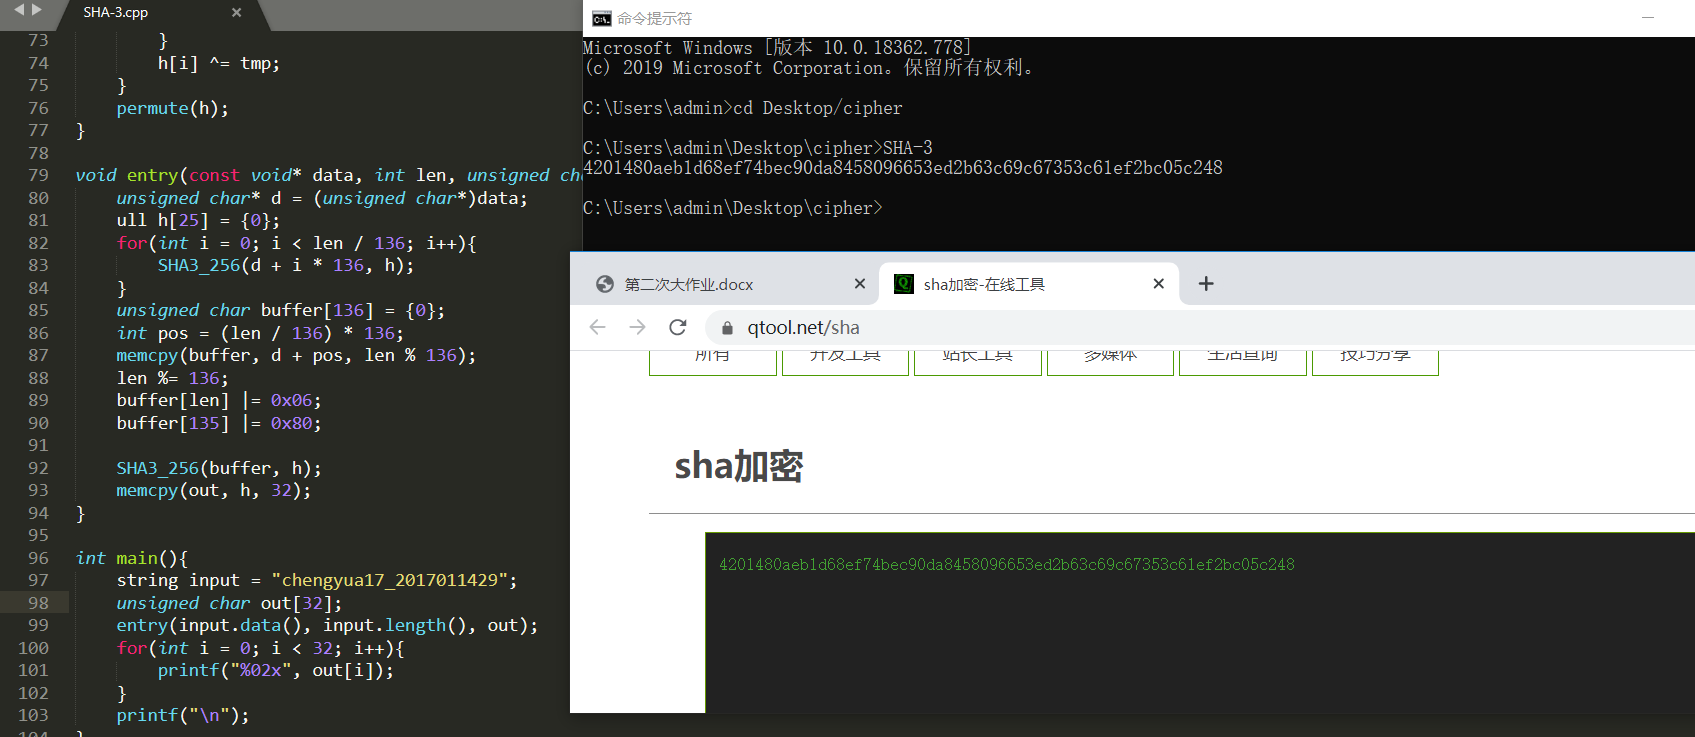 SHA-3.cpp
73 }
74 h[i] ^= tmp;
75 }
76 permute(h);
77 }
78
79 void entry(const void* data, int len, unsigned
80 unsigned char* d = (unsigned char*)data;
81 ull h[25] = {0};
82 for(int i = 0; i < len / 136; i++){
83 SHA3_256(d + i * 136, h);
84 }
85 unsigned char buffer[136] = {0};
86 int pos = (len / 136) * 136;
87 memcpy(buffer, d + pos, len % 136);
88 len %= 136;
89 buffer[len] |= 0x06;
90 buffer[135] |= 0x80;
91
92 SHA3_256(buffer, h);
93 memcpy(out, h, 32);
94 }
95
96 int main(){
97 string input = "chengyua17_2017011429";
98 unsigned char out[32];
99 entry(input.data(), input.length(), out);
100 for(int i = 0; i < 32; i++){
101 printf("%02x", out[i]);
102 }
103 printf("\n");
命令提示符
Microsoft Windows [版本 10.0.18362.778]
(c) 2019 Microsoft Corporation。保留所有权利。
C:\Users\admin>cd Desktop/cipher
C:\Users\admin\Desktop\cipher>SHA-3
4201480aeb1d68ef74bec90da8458096653ed2b63c69c67353c61ef2bc05c248
C:\Users\admin\Desktop\cipher>
第二次大作业.docx
sha加密-在线工具
qtool.net/sha
所有 开发工具 站长工具 多媒体 生活查询 技巧分享
sha加密
4201480aeb1d68ef74bec90da8458096653ed2b63c69c67353c61ef2bc05c248